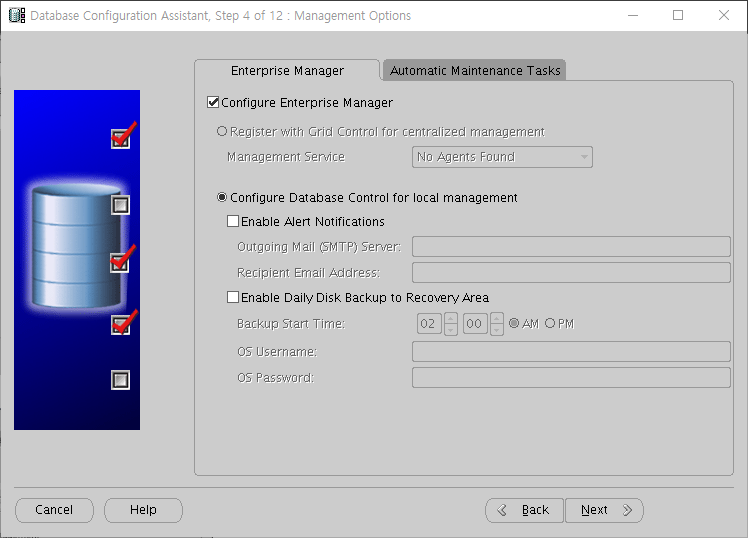 Database Configuration Assistant, Step 4 of 12 : Management Options
Enterprise Manager
Automatic Maintenance Tasks
Configure Enterprise Manager
Register with Grid Control for centralized management
Management Service
No Agents Found
Configure Database Control for local management
Enable Alert Notifications
Outgoing Mail (SMTP) Server:
Recipient Email Address:
Enable Daily Disk Backup to Recovery Area
Backup Start Time: 02 00 AM PM
OS Username:
OS Password:
Cancel Help Back Next